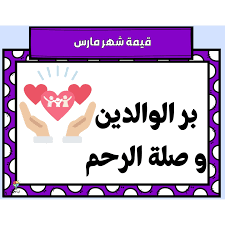 قيمة شهر مارس
بر الوالدين
و صلة الرحم